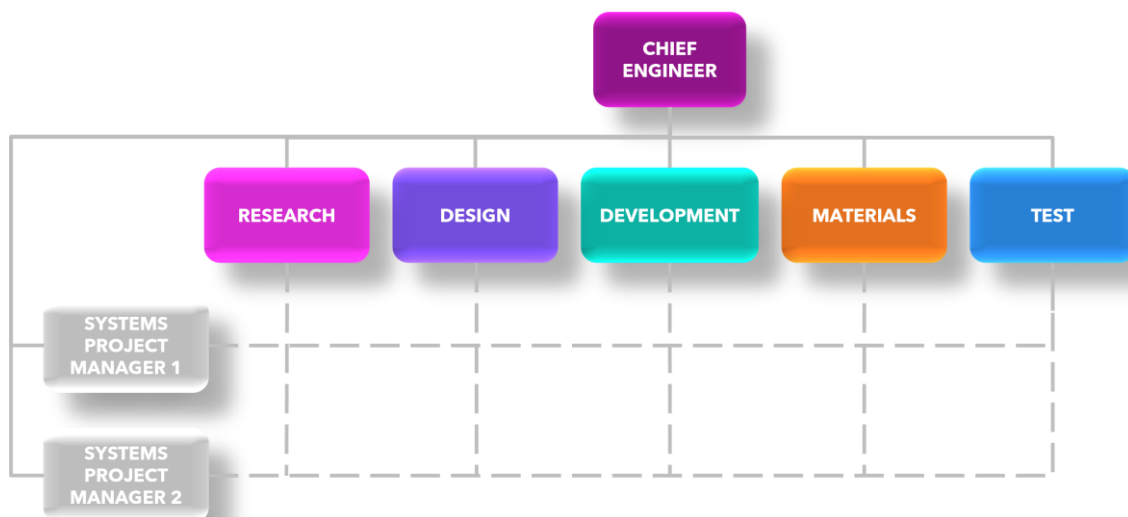 CHIEF
ENGINEER
RESEARCH
DESIGN
DEVELOPMENT
MATERIALS
TEST
SYSTEMS
PROJECT
MANAGER 1
SYSTEMS
PROJECT
MANAGER 2